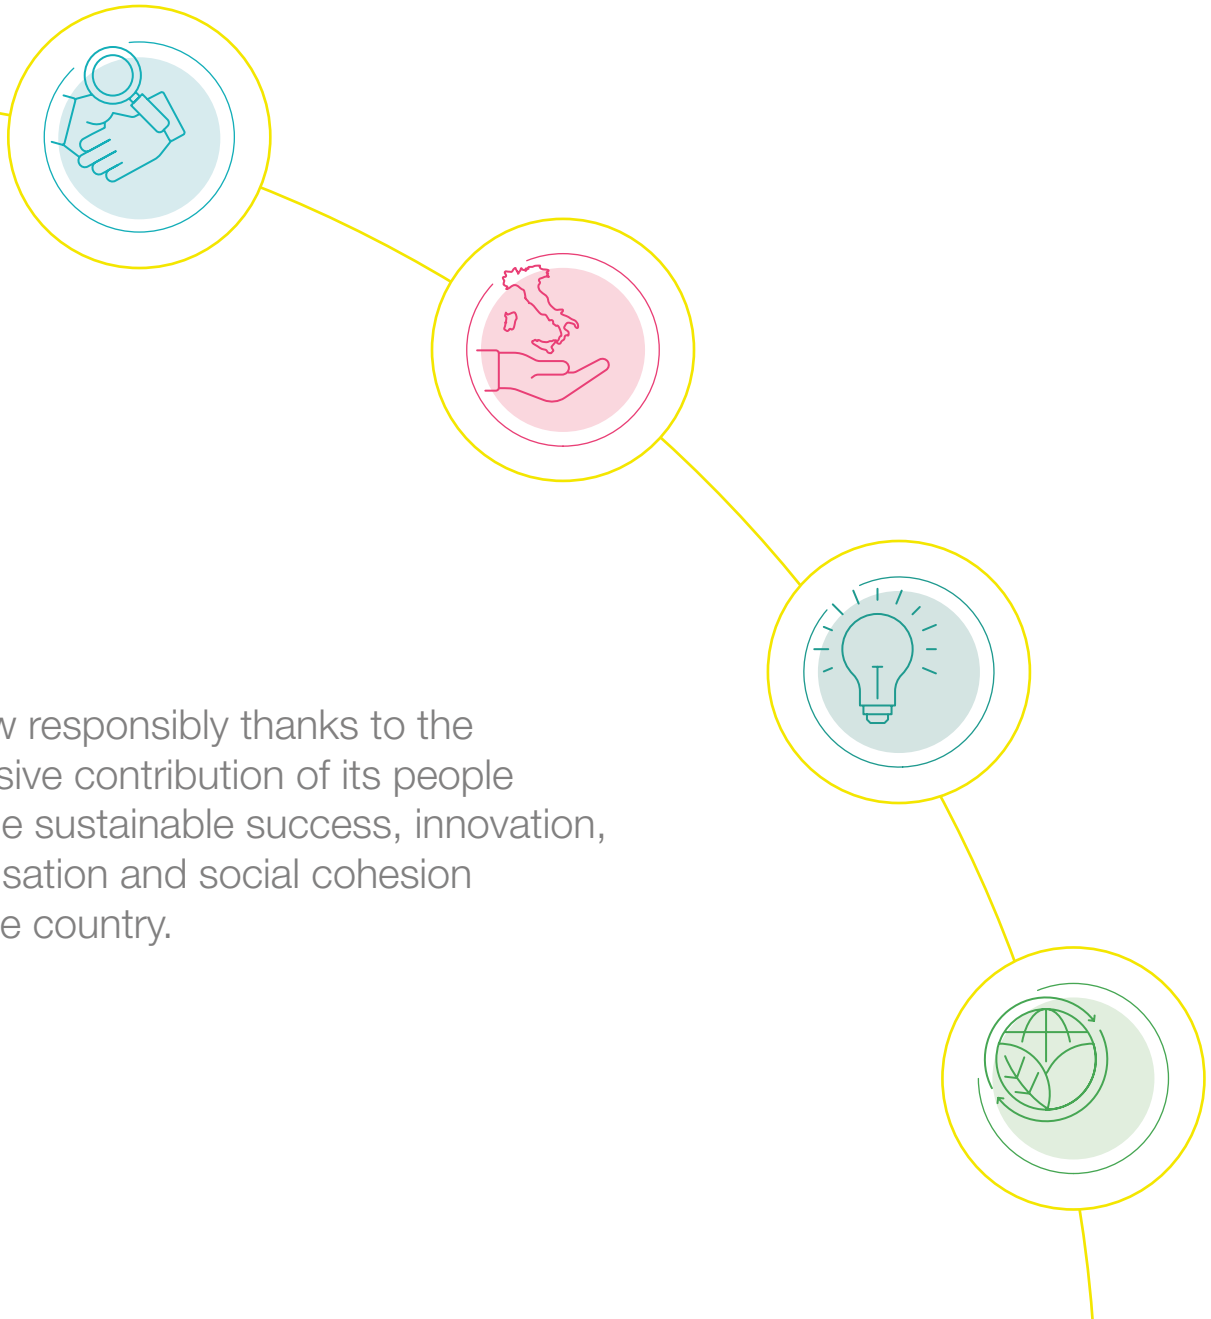 w responsibly thanks to the
sive contribution of its people
e sustainable success, innovation,
sation and social cohesion
e country.